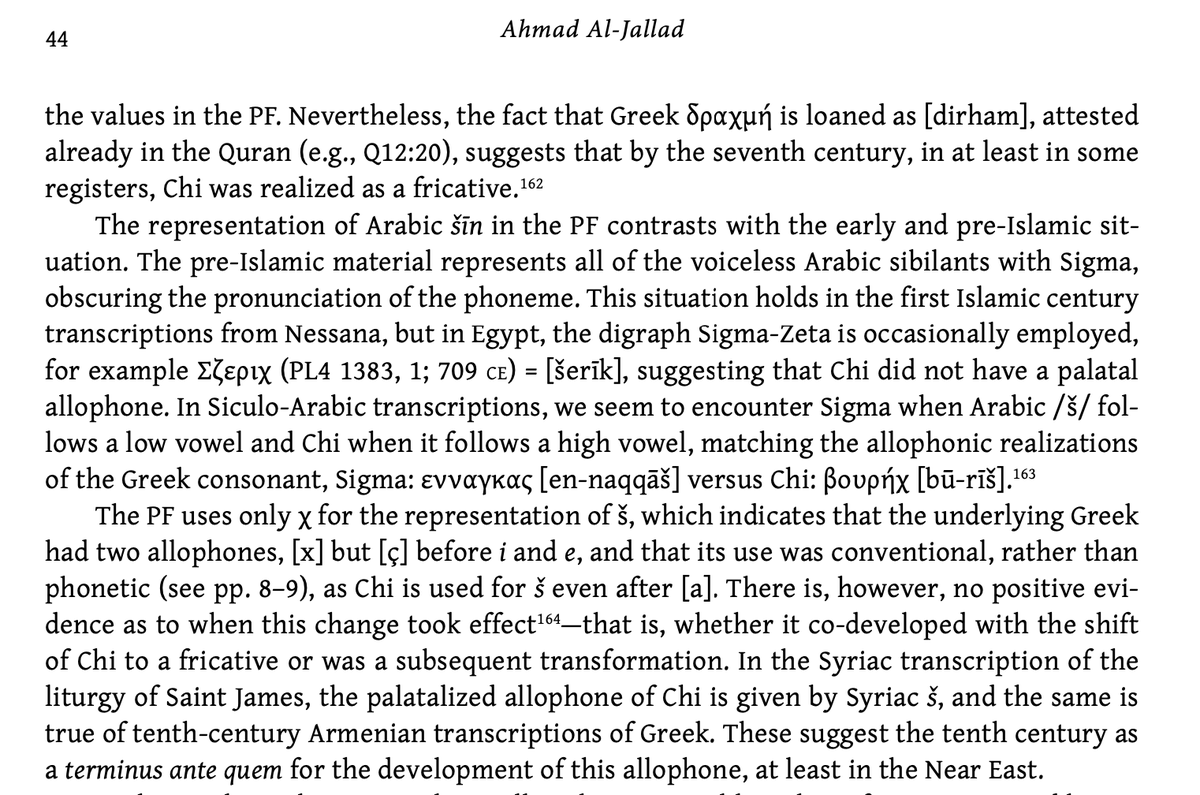 44
Ahmad Al-Jallad
the values in the PF. Nevertheless, the fact that Greek δραχμή is loaned as [dirham], attested
already in the Quran (e.g., Q12:20), suggests that by the seventh century, in at least in some
registers, Chi was realized as a fricative.¹⁶²
The representation of Arabic šīn in the PF contrasts with the early and pre-Islamic sit-
uation. The pre-Islamic material represents all of the voiceless Arabic sibilants with Sigma,
obscuring the pronunciation of the phoneme. This situation holds in the first Islamic century
transcriptions from Nessana, but in Egypt, the digraph Sigma-Zeta is occasionally employed,
for example Σζεριχ (PL4 1383, 1; 709 CE) = [šerīk], suggesting that Chi did not have a palatal
allophone. In Siculo-Arabic transcriptions, we seem to encounter Sigma when Arabic /š/ fol-
lows a low vowel and Chi when it follows a high vowel, matching the allophonic realizations
of the Greek consonant, Sigma: ενναγκας [en-naqqāš] versus Chi: βουρήχ [bū-rīš].¹⁶³
The PF uses only χ for the representation of š, which indicates that the underlying Greek
had two allophones, [x] but [ç] before i and e, and that its use was conventional, rather than
phonetic (see pp. 8–9), as Chi is used for š even after [a]. There is, however, no positive evi-
dence as to when this change took effect¹⁶⁴—that is, whether it co-developed with the shift
of Chi to a fricative or was a subsequent transformation. In the Syriac transcription of the
liturgy of Saint James, the palatalized allophone of Chi is given by Syriac š, and the same is
true of tenth-century Armenian transcriptions of Greek. These suggest the tenth century as
a terminus ante quem for the development of this allophone, at least in the Near East.